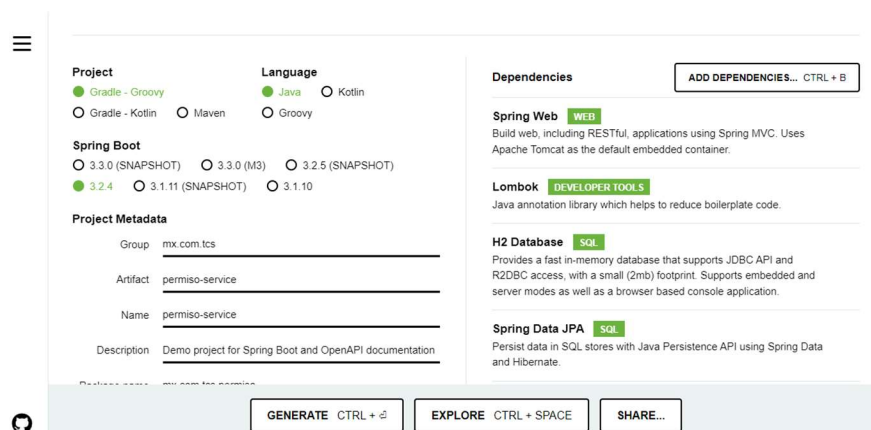 Project
Language
Gradle - Groovy
Java
Kotlin
Gradle - Kotlin
Maven
Groovy
Spring Boot
3.3.0 (SNAPSHOT)
3.3.0 (M3)
3.2.5 (SNAPSHOT)
3.2.4
3.1.11 (SNAPSHOT)
3.1.10
Project Metadata
Group mx.com.tcs
Artifact permiso-service
Name permiso-service
Description Demo project for Spring Boot and OpenAPI documentation
Package name mx.com.tcs.permiso
Dependencies
ADD DEPENDENCIES... CTRL + B
Spring Web WEB
Build web, including RESTful, applications using Spring MVC. Uses
Apache Tomcat as the default embedded container.
Lombok DEVELOPER TOOLS
Java annotation library which helps to reduce boilerplate code.
H2 Database SQL
Provides a fast in-memory database that supports JDBC API and
R2DBC access, with a small (2mb) footprint. Supports embedded and
server modes as well as a browser based console application.
Spring Data JPA SQL
Persist data in SQL stores with Java Persistence API using Spring Data
and Hibernate.
GENERATE CTRL + ⏎
EXPLORE CTRL + SPACE
SHARE...